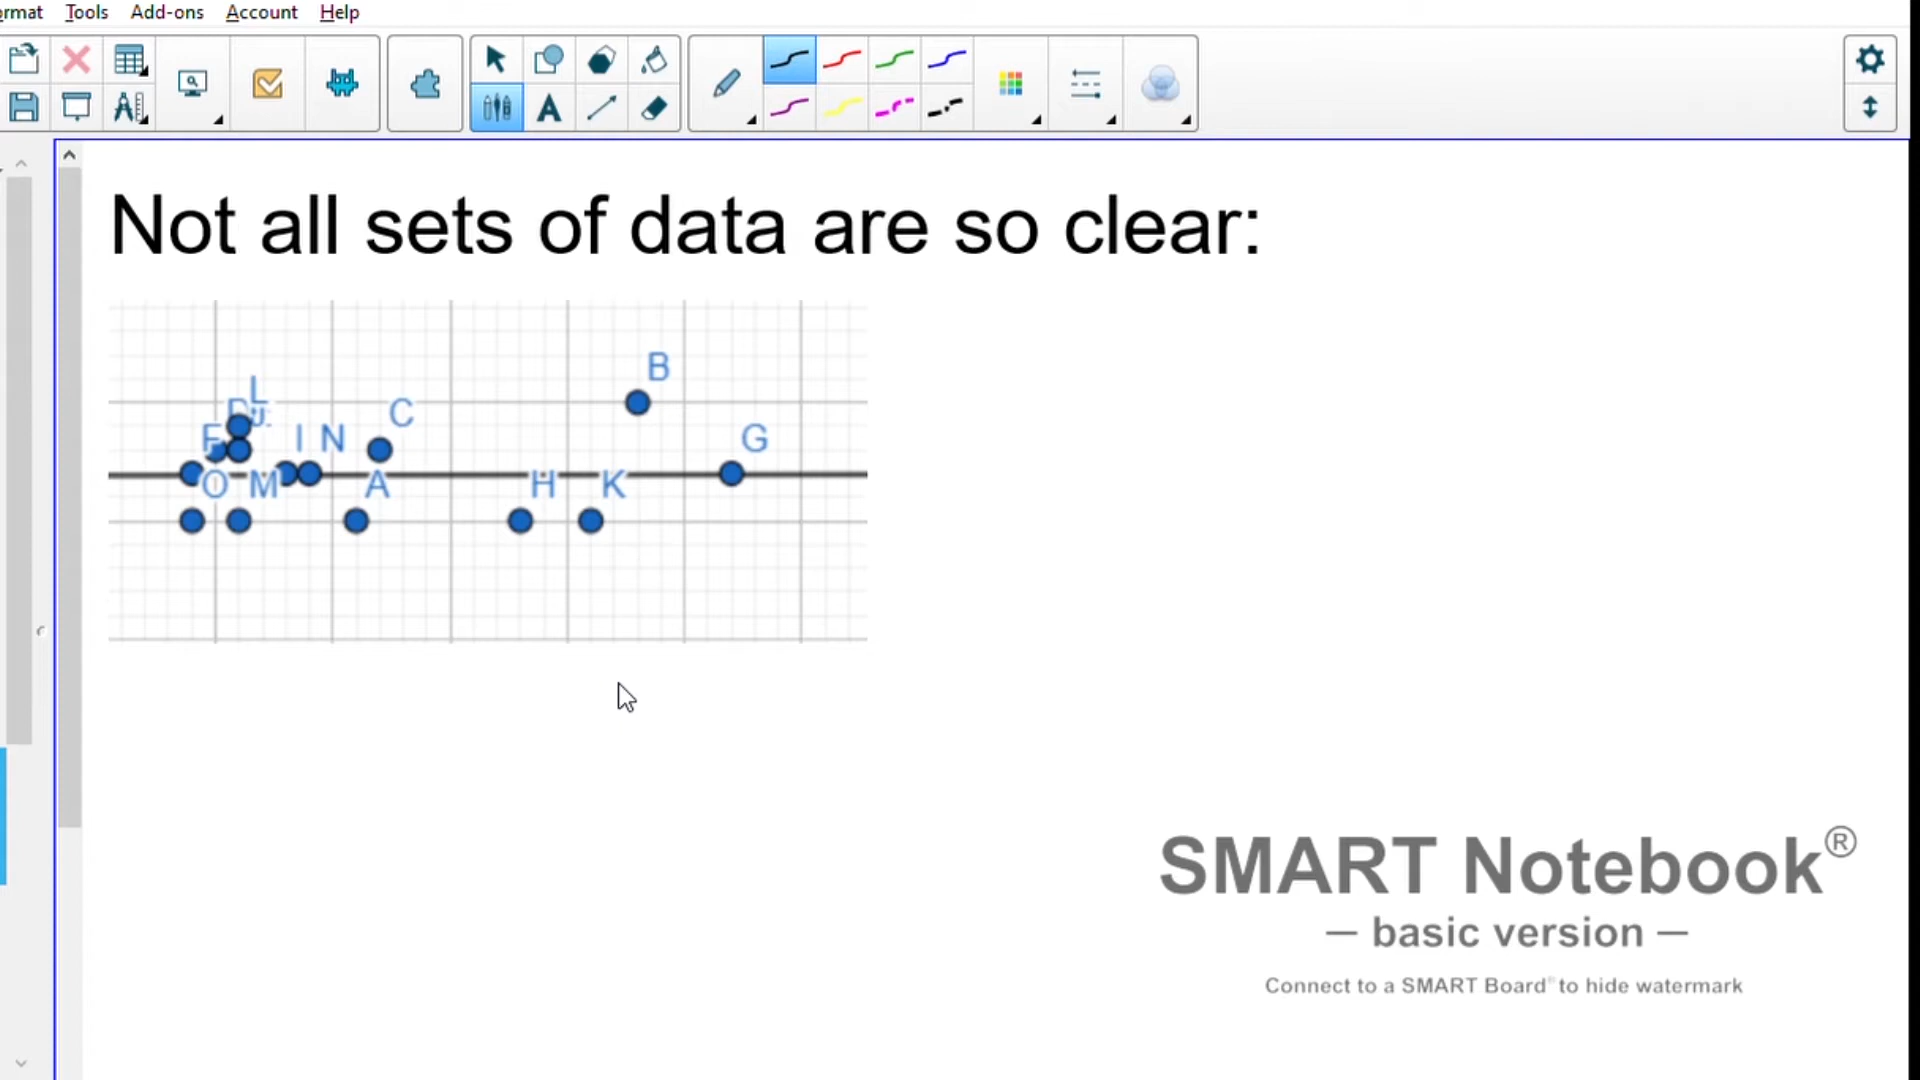 ormat Tools Add-ons Account Help
Not all sets of data are so clear:
B
L
D
C
F I N G
O M A H K
SMART Notebook®
— basic version —
Connect to a SMART Board® to hide watermark